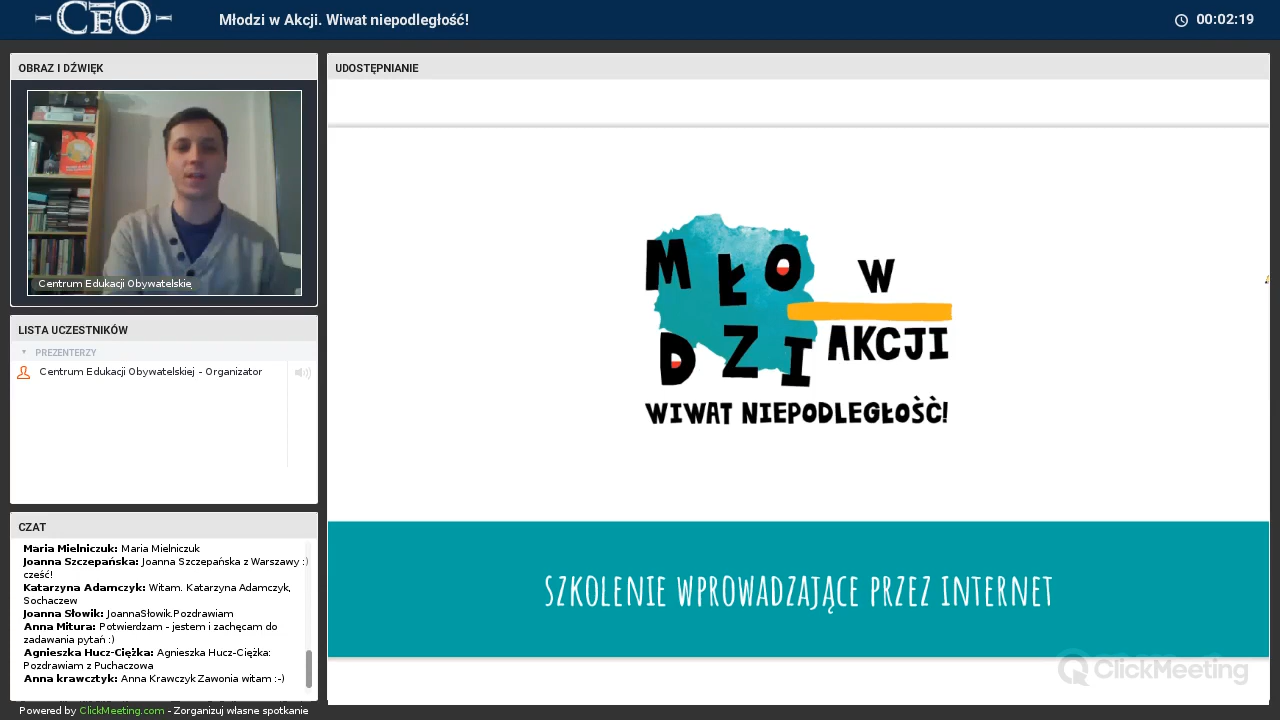 CEO
Młodzi w Akcji. Wiwat niepodległość!
00:02:19
OBRAZ I DŹWIĘK
Centrum Edukacji Obywatelskie
LISTA UCZESTNIKÓW
PREZENTERZY
Centrum Edukacji Obywatelskiej - Organizator
CZAT
Maria Mielniczuk: Maria Mielniczuk
Joanna Szczepańska: Joanna Szczepańska z Warszawy :)
cześć!
Katarzyna Adamczyk: Witam. Katarzyna Adamczyk,
Sochaczew
Joanna Słowik: JoannaSłowik.Pozdrawiam
Anna Mitura: Potwierdzam - jestem i zachęcam do
zadawania pytań :)
Agnieszka Hucz-Ciężka: Agnieszka Hucz-Ciężka:
Pozdrawiam z Puchaczowa
Anna krawcztyk: Anna Krawczyk Zawonia witam :-)
Powered by ClickMeeting.com - Zorganizuj własne spotkanie
UDOSTĘPNIANIE
MŁO
DZI
W
AKCJI
WIWAT NIEPODLEGŁOŚĆ!
SZKOLENIE WPROWADZAJĄCE PRZEZ INTERNET
ClickMeeting